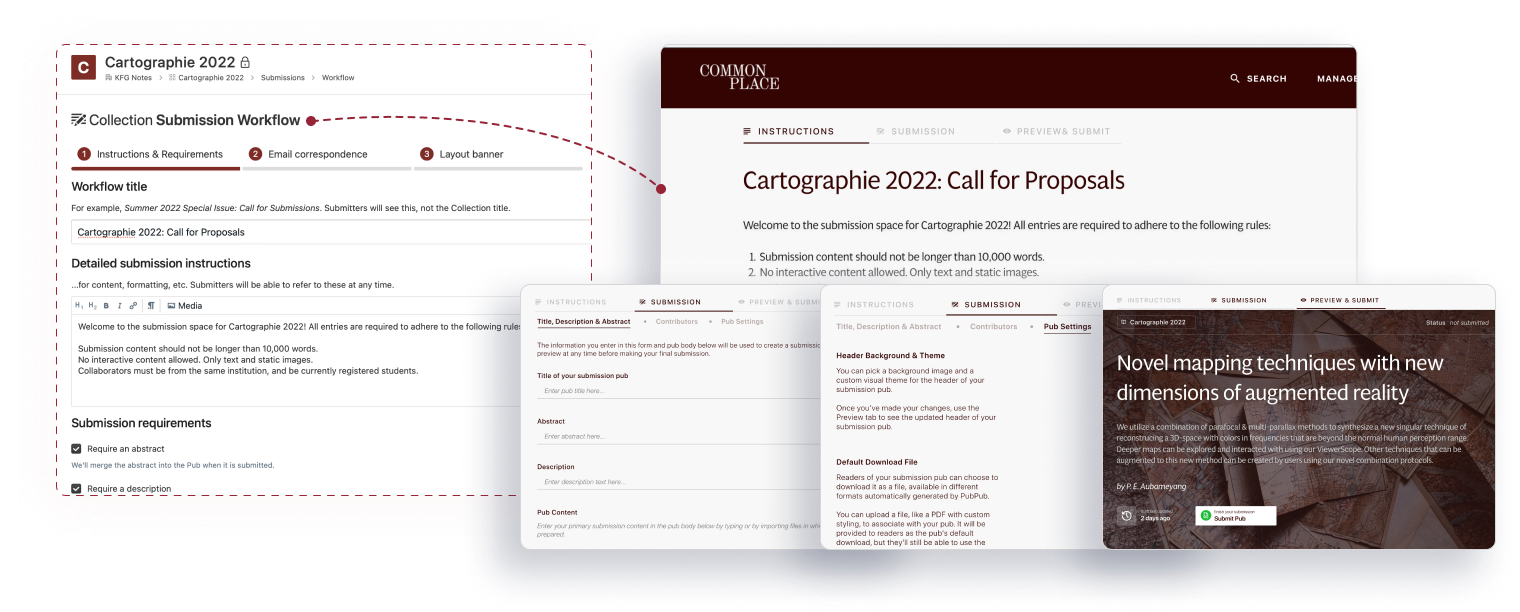 C
Cartographie 2022
KFG Notes > Cartographie 2022 > Submissions > Workflow
Collection Submission Workflow
1 Instructions & Requirements
2 Email correspondence
3 Layout banner
Workflow title
For example, Summer 2022 Special Issue: Call for Submissions. Submitters will see this, not the Collection title.
Cartographie 2022: Call for Proposals
Detailed submission instructions
...for content, formatting, etc. Submitters will be able to refer to these at any time.
H1 H2 B I ¶ Media
Welcome to the submission space for Cartographie 2022! All entries are required to adhere to the following rules
Submission content should not be longer than 10,000 words.
No interactive content allowed. Only text and static images.
Collaborators must be from the same institution, and be currently registered students.
Submission requirements
Require an abstract
We'll merge the abstract into the Pub when it is submitted.
Require a description
COMMON
PLACE
SEARCH
MANAGE
INSTRUCTIONS
SUBMISSION
PREVIEW& SUBMIT
Cartographie 2022: Call for Proposals
Welcome to the submission space for Cartographie 2022! All entries are required to adhere to the following rules:
1. Submission content should not be longer than 10,000 words.
2. No interactive content allowed. Only text and static images.
INSTRUCTIONS
SUBMISSION
PREVIEW & SUBM
Title, Description & Abstract • Contributors • Pub Settings
The information you enter in this form and pub body below will be used to create a submissio
preview at any time before making your final submission.
Title of your submission pub
Enter pub title here...
Abstract
Enter abstract here...
Description
Enter description text here...
Pub Content
Enter your primary submission content in the pub body below by typing or by importing files in wh
prepared.
INSTRUCTIONS
SUBMISSION
PREVI
Title, Description & Abstract • Contributors • Pub Settings
Header Background & Theme
You can pick a background image and a
custom visual theme for the header of your
submission pub.
Once you've made your changes, use the
Preview tab to see the updated header of your
submission pub.
Default Download File
Readers of your submission pub can choose to
download it as a file, available in different
formats automatically generated by PubPub.
You can upload a file, like a PDF with custom
styling, to associate with your pub. It will be
provided to readers as the pub's default
download, but they'll still be able to use the
INSTRUCTIONS
SUBMISSION
PREVIEW & SUBMIT
Cartographie 2022
Status not submitted
Novel mapping techniques with new
dimensions of augmented reality
We utilize a combination of parafocal & multi-parallax methods to synthesize a new singular technique of
reconstrucing a 3D-space with colors in frequencies that are beyond the normal human perception range.
Deeper maps can be explored and interacted with using our ViewerScope. Other techniques that can be
augmented to this new method can be created by users using our novel combination protocols.
by P. E. Aubameyang
2 days ago
Finish your submission
Submit Pub